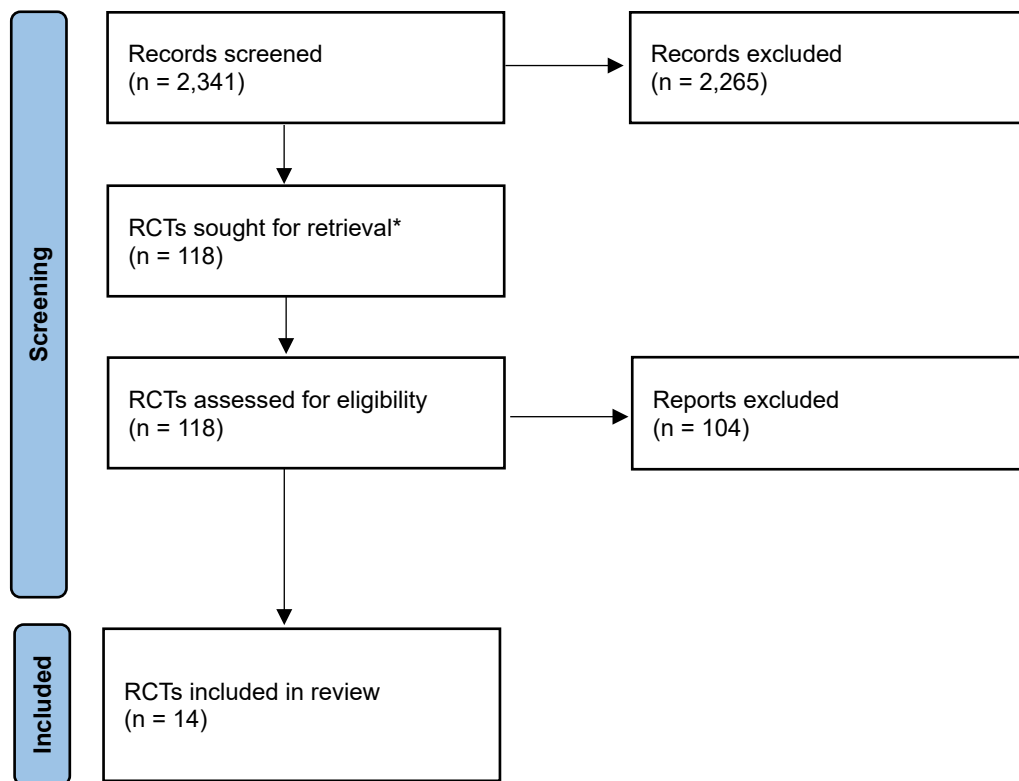 Screening
Records screened
(n = 2,341)
Records excluded
(n = 2,265)
RCTs sought for retrieval*
(n = 118)
RCTs assessed for eligibility
(n = 118)
Reports excluded
(n = 104)
Included
RCTs included in review
(n = 14)